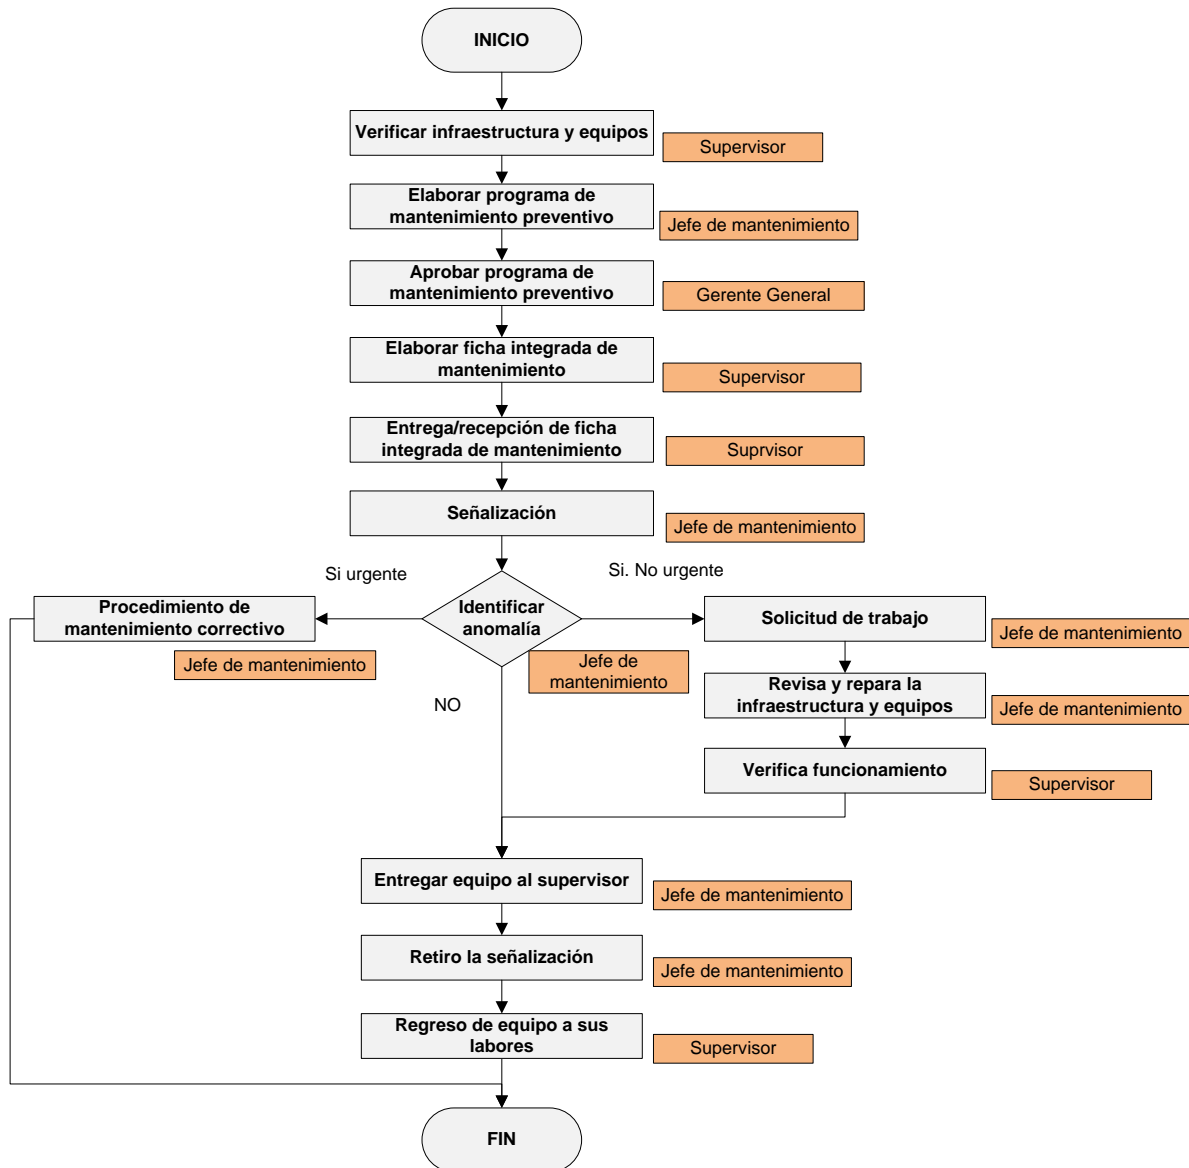 INICIO
Verificar infraestructura y equipos
Supervisor
Elaborar programa de
mantenimiento preventivo
Jefe de mantenimiento
Aprobar programa de
mantenimiento preventivo
Gerente General
Elaborar ficha integrada de
mantenimiento
Supervisor
Entrega/recepción de ficha
integrada de mantenimiento
Suprvisor
Señalización
Jefe de mantenimiento
Si urgente
Si. No urgente
Identificar
anomalía
Jefe de
mantenimiento
NO
Procedimiento de
mantenimiento correctivo
Jefe de mantenimiento
Solicitud de trabajo
Jefe de mantenimiento
Revisa y repara la
infraestructura y equipos
Jefe de mantenimiento
Verifica funcionamiento
Supervisor
Entregar equipo al supervisor
Jefe de mantenimiento
Retiro la señalización
Jefe de mantenimiento
Regreso de equipo a sus
labores
Supervisor
FIN